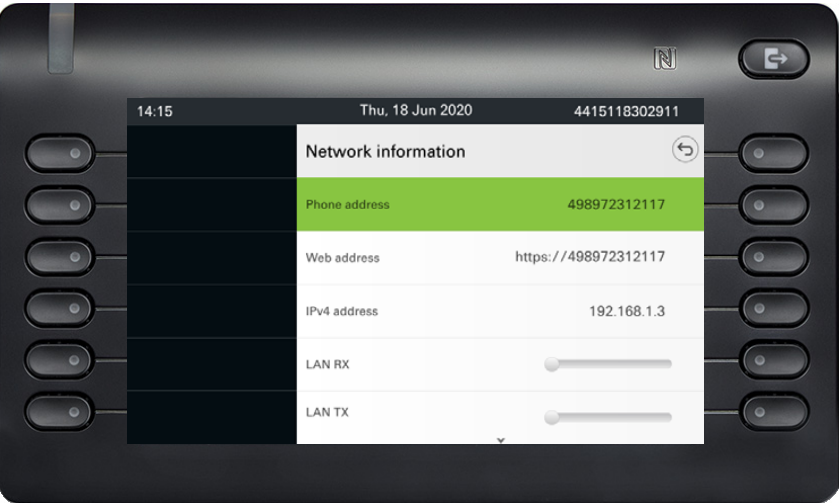 14:15 Thu, 18 Jun 2020 4415118302911
Network information
Phone address 498972312117
Web address https://498972312117
IPv4 address 192.168.1.3
LAN RX
LAN TX